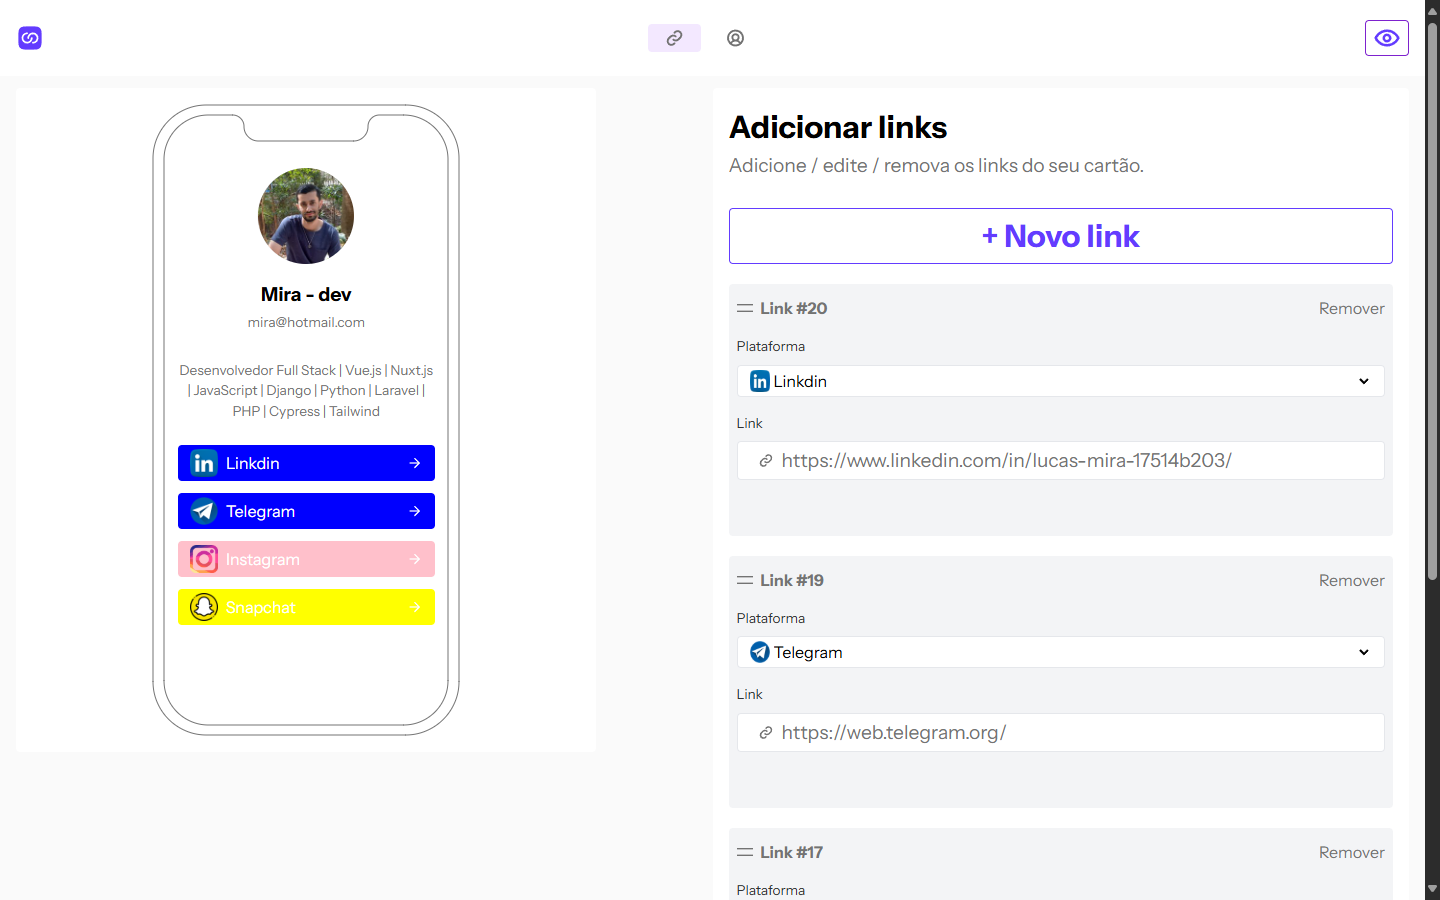 Mira - dev
mira@hotmail.com
Desenvolvedor Full Stack | Vue.js | Nuxt.js
| JavaScript | Django | Python | Laravel |
PHP | Cypress | Tailwind
Linkdin
Telegram
Instagram
Snapchat
Adicionar links
Adicione / edite / remova os links do seu cartão.
+ Novo link
Link #20
Remover
Plataforma
Linkdin
Link
https://www.linkedin.com/in/lucas-mira-17514b203/
Link #19
Remover
Plataforma
Telegram
Link
https://web.telegram.org/
Link #17
Remover
Plataforma